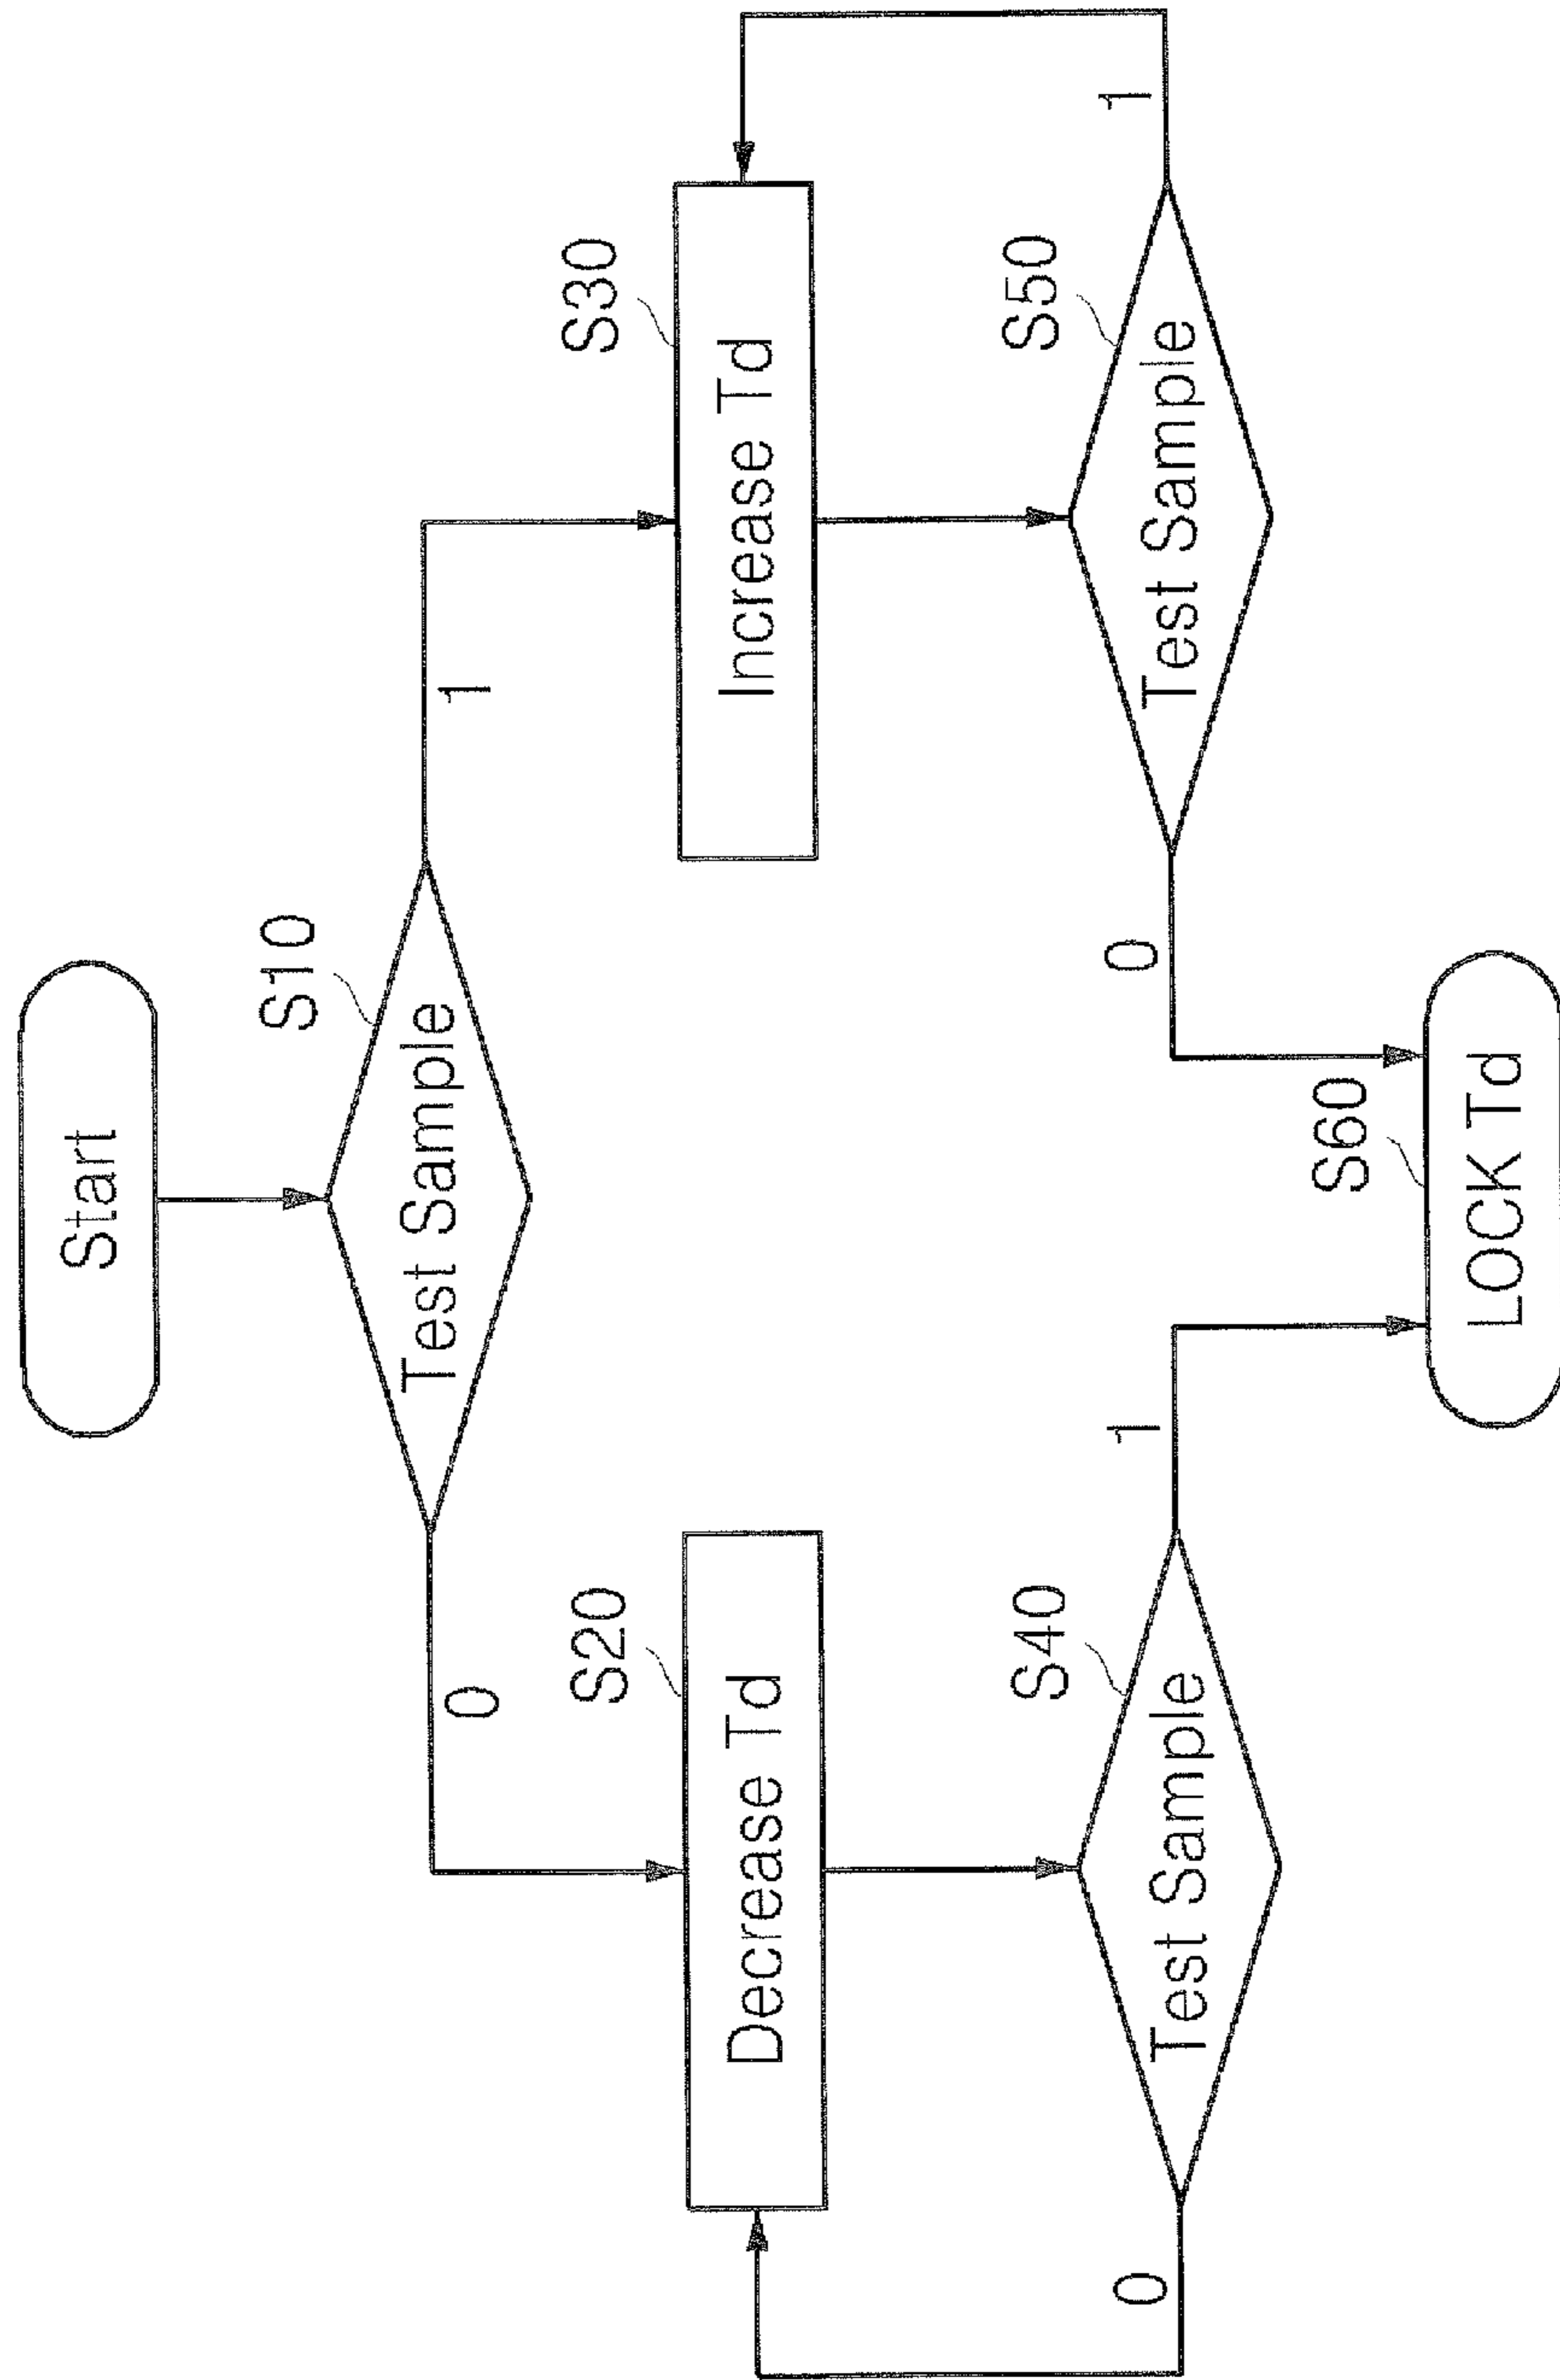 Start
S10
Test Sample
0
1
S20
Decrease Td
S30
Increase Td
S40
Test Sample
0
1
S50
Test Sample
0
1
S60
LOCK Td